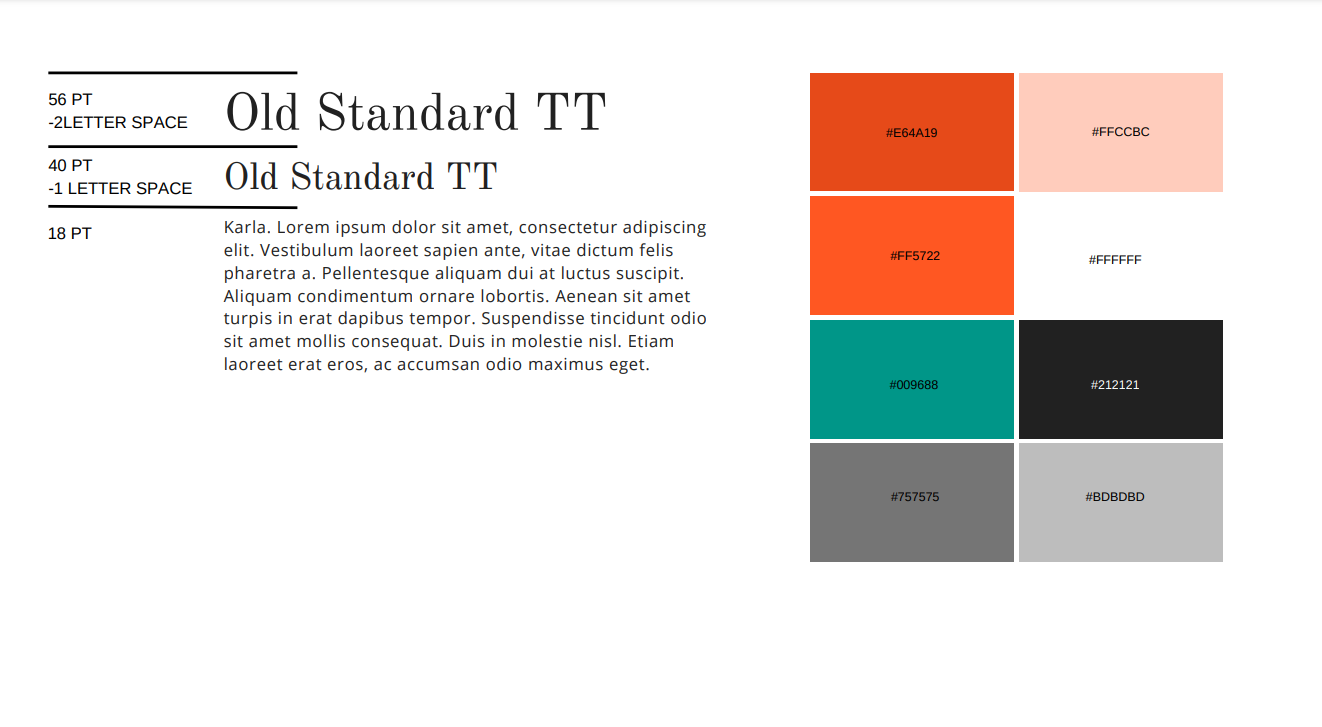 56 PT
-2LETTER SPACE
Old Standard TT
40 PT
-1 LETTER SPACE
Old Standard TT
18 PT
Karla. Lorem ipsum dolor sit amet, consectetur adipiscing
elit. Vestibulum laoreet sapien ante, vitae dictum felis
pharetra a. Pellentesque aliquam dui at luctus suscipit.
Aliquam condimentum ornare lobortis. Aenean sit amet
turpis in erat dapibus tempor. Suspendisse tincidunt odio
sit amet mollis consequat. Duis in molestie nisl. Etiam
laoreet erat eros, ac accumsan odio maximus eget.
#E64A19
#FFCCBC
#FF5722
#FFFFFF
#009688
#212121
#757575
#BDBDBD